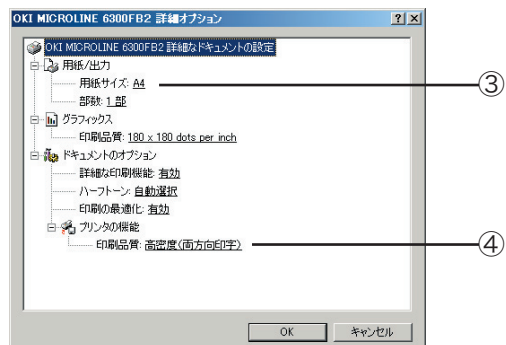 OKI MICROLINE 6300FB2 詳細オプション
OKI MICROLINE 6300FB2 詳細なドキュメントの設定
用紙/出力
用紙サイズ: A4
③
部数: 1 部
グラフィックス
印刷品質: 180 x 180 dots per inch
ドキュメントのオプション
詳細な印刷機能: 有効
ハーフトーン: 自動選択
印刷の最適化: 有効
プリンタの機能
印刷品質: 高密度(両方向印字)
④
OK
キャンセル